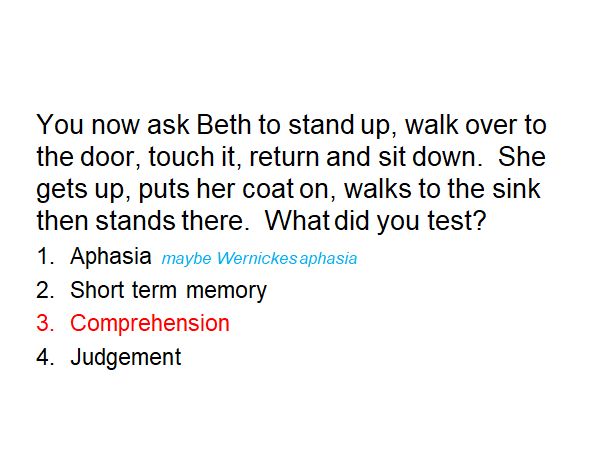 You now ask Beth to stand up, walk over to
the door, touch it, return and sit down.  She
gets up, puts her coat on, walks to the sink
then stands there.  What did you test?
1. Aphasia maybe Wernickes aphasia
2. Short term memory
3. Comprehension
4. Judgement